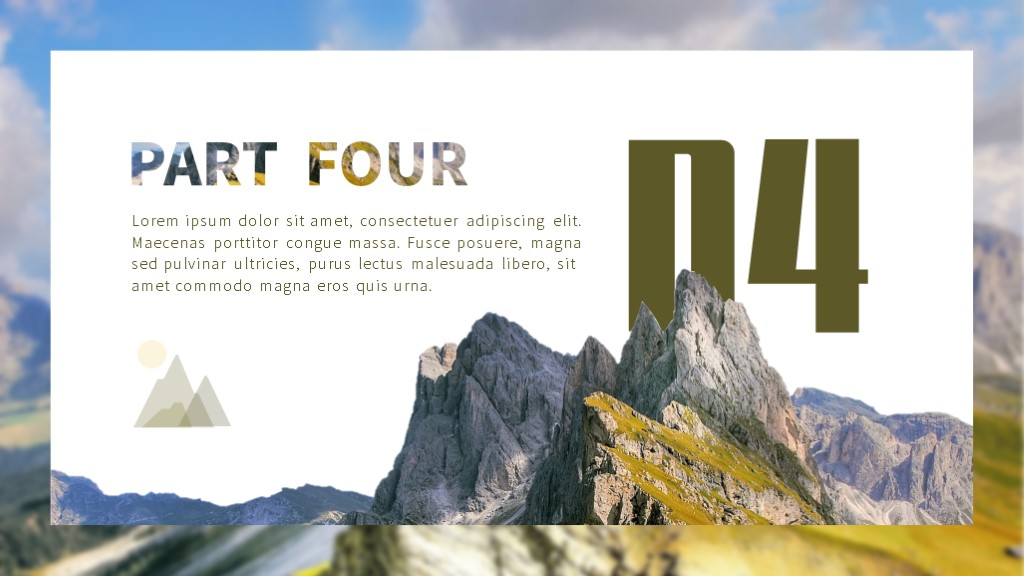 PART FOUR
Lorem ipsum dolor sit amet, consectetuer adipiscing elit.
Maecenas porttitor congue massa. Fusce posuere, magna
sed pulvinar ultricies, purus lectus malesuada libero, sit
amet commodo magna eros quis urna.
04